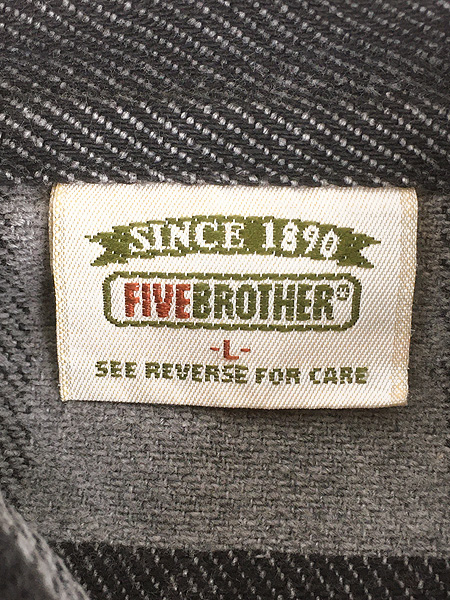 SINCE 1890
FIVEBROTHER®
-L-
SEE REVERSE FOR CARE